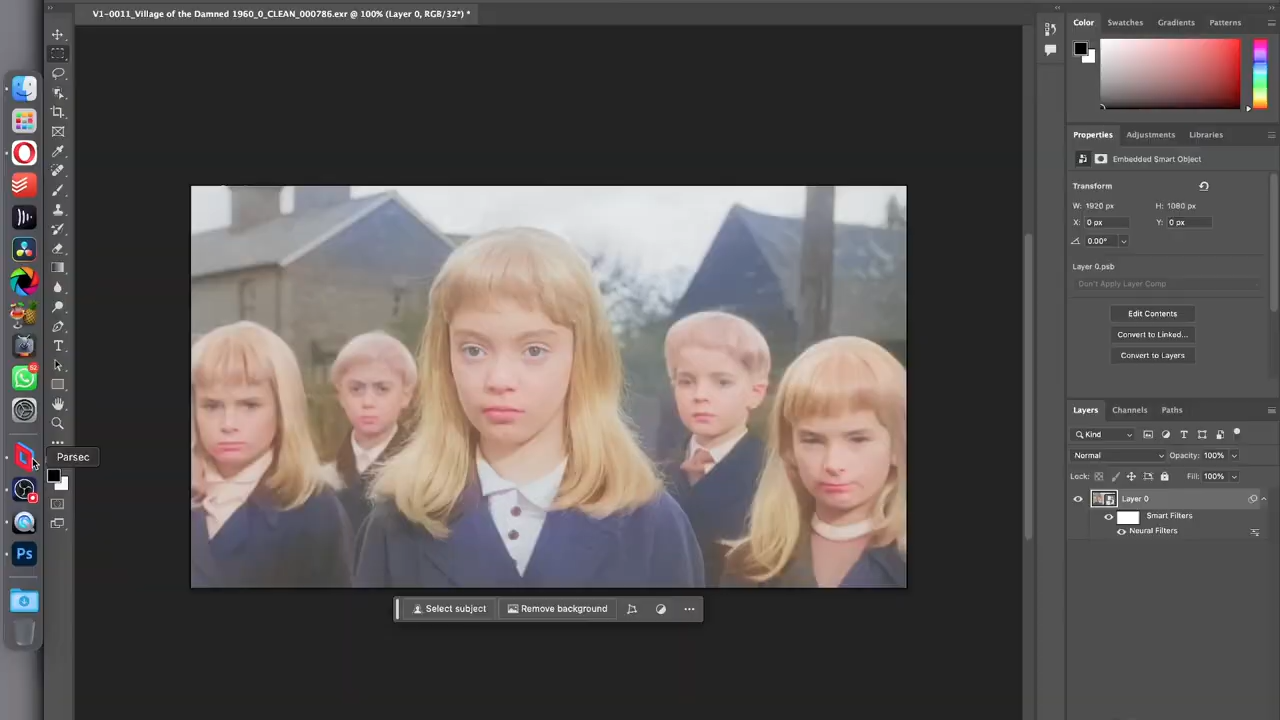 V1-0011_Village of the Damned 1960_0_CLEAN_000786.exr @ 100% (Layer 0, RGB/32*) *
Color Swatches Gradients Patterns
Properties Adjustments Libraries
Embedded Smart Object
Transform
W: 1920 px H: 1080 px
X: 0 px Y: 0 px
0.00°
Layer 0.psb
Don't Apply Layer Comp
Edit Contents
Convert to Linked...
Convert to Layers
Layers Channels Paths
Kind
Normal Opacity: 100%
Lock: Fill: 100%
Layer 0
Smart Filters
Neural Filters
T
52
Parsec
Ps
Select subject Remove background